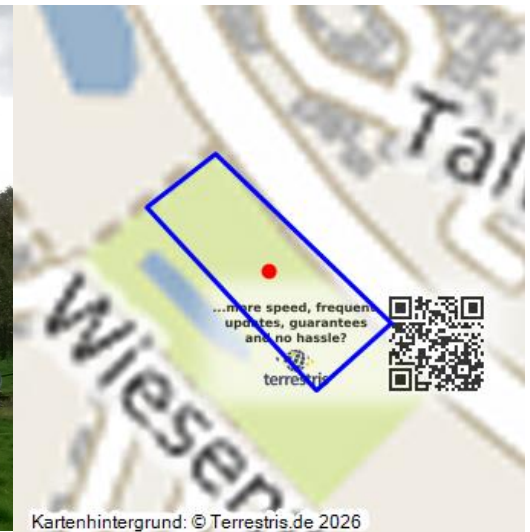 Tal
Wiesen
...more speed, frequent
updates, guarantees
and no hassle?
terrestris
Kartenhintergrund: © Terrestris.de 2026